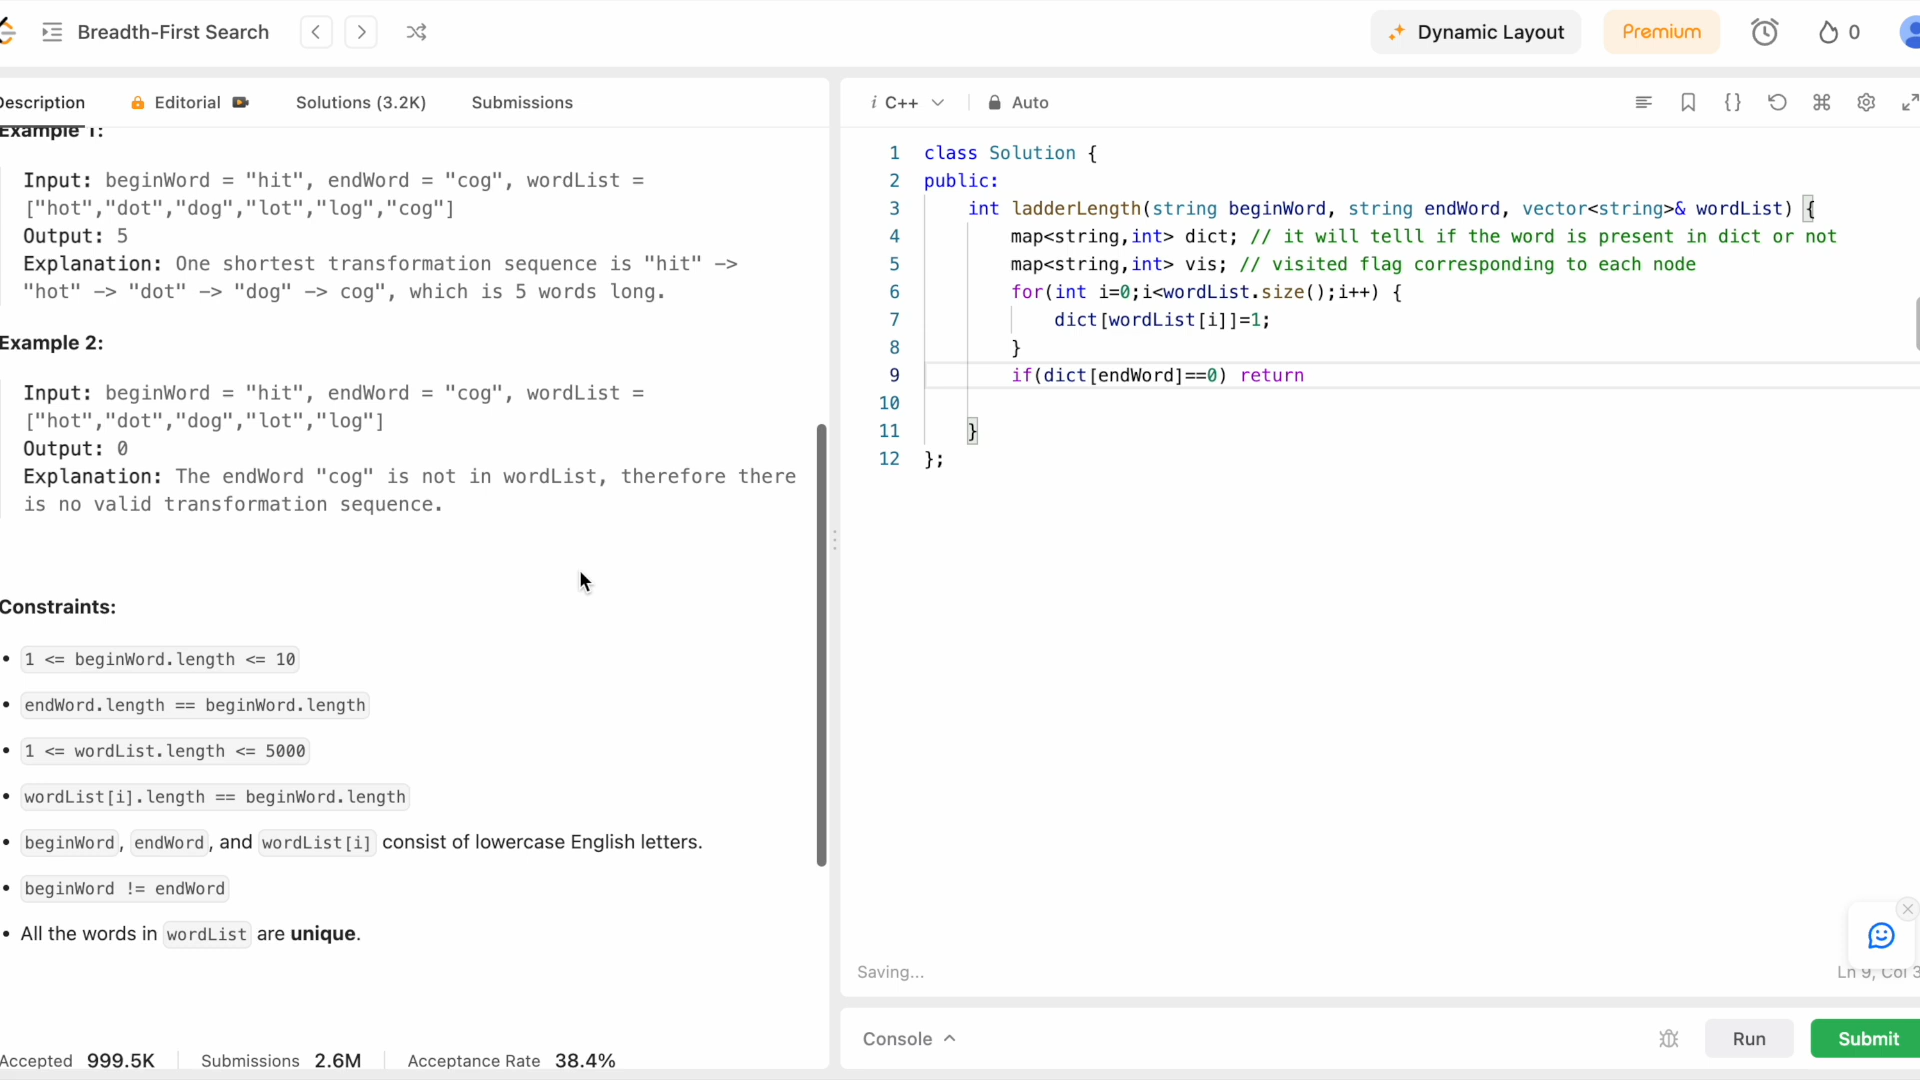 Breadth-First Search
Dynamic Layout
Premium
0
Description
Editorial
Solutions (3.2K)
Submissions
Example 1:
Input: beginWord = "hit", endWord = "cog", wordList =
["hot","dot","dog","lot","log","cog"]
Output: 5
Explanation: One shortest transformation sequence is "hit" ->
"hot" -> "dot" -> "dog" -> cog", which is 5 words long.
Example 2:
Input: beginWord = "hit", endWord = "cog", wordList =
["hot","dot","dog","lot","log"]
Output: 0
Explanation: The endWord "cog" is not in wordList, therefore there
is no valid transformation sequence.
Constraints:
• 1 <= beginWord.length <= 10
• endWord.length == beginWord.length
• 1 <= wordList.length <= 5000
• wordList[i].length == beginWord.length
• beginWord, endWord, and wordList[i] consist of lowercase English letters.
• beginWord != endWord
• All the words in wordList are unique.
Accepted 999.5K
Submissions 2.6M
Acceptance Rate 38.4%
i C++
Auto
{}
1 class Solution {
2 public:
3 int ladderLength(string beginWord, string endWord, vector<string>& wordList) {
4 map<string,int> dict; // it will telll if the word is present in dict or not
5 map<string,int> vis; // visited flag corresponding to each node
6 for(int i=0;i<wordList.size();i++) {
7 dict[wordList[i]]=1;
8 }
9 if(dict[endWord]==0) return
10
11 }
12 };
Saving...
Ln 9, Col 3
Console
Run
Submit